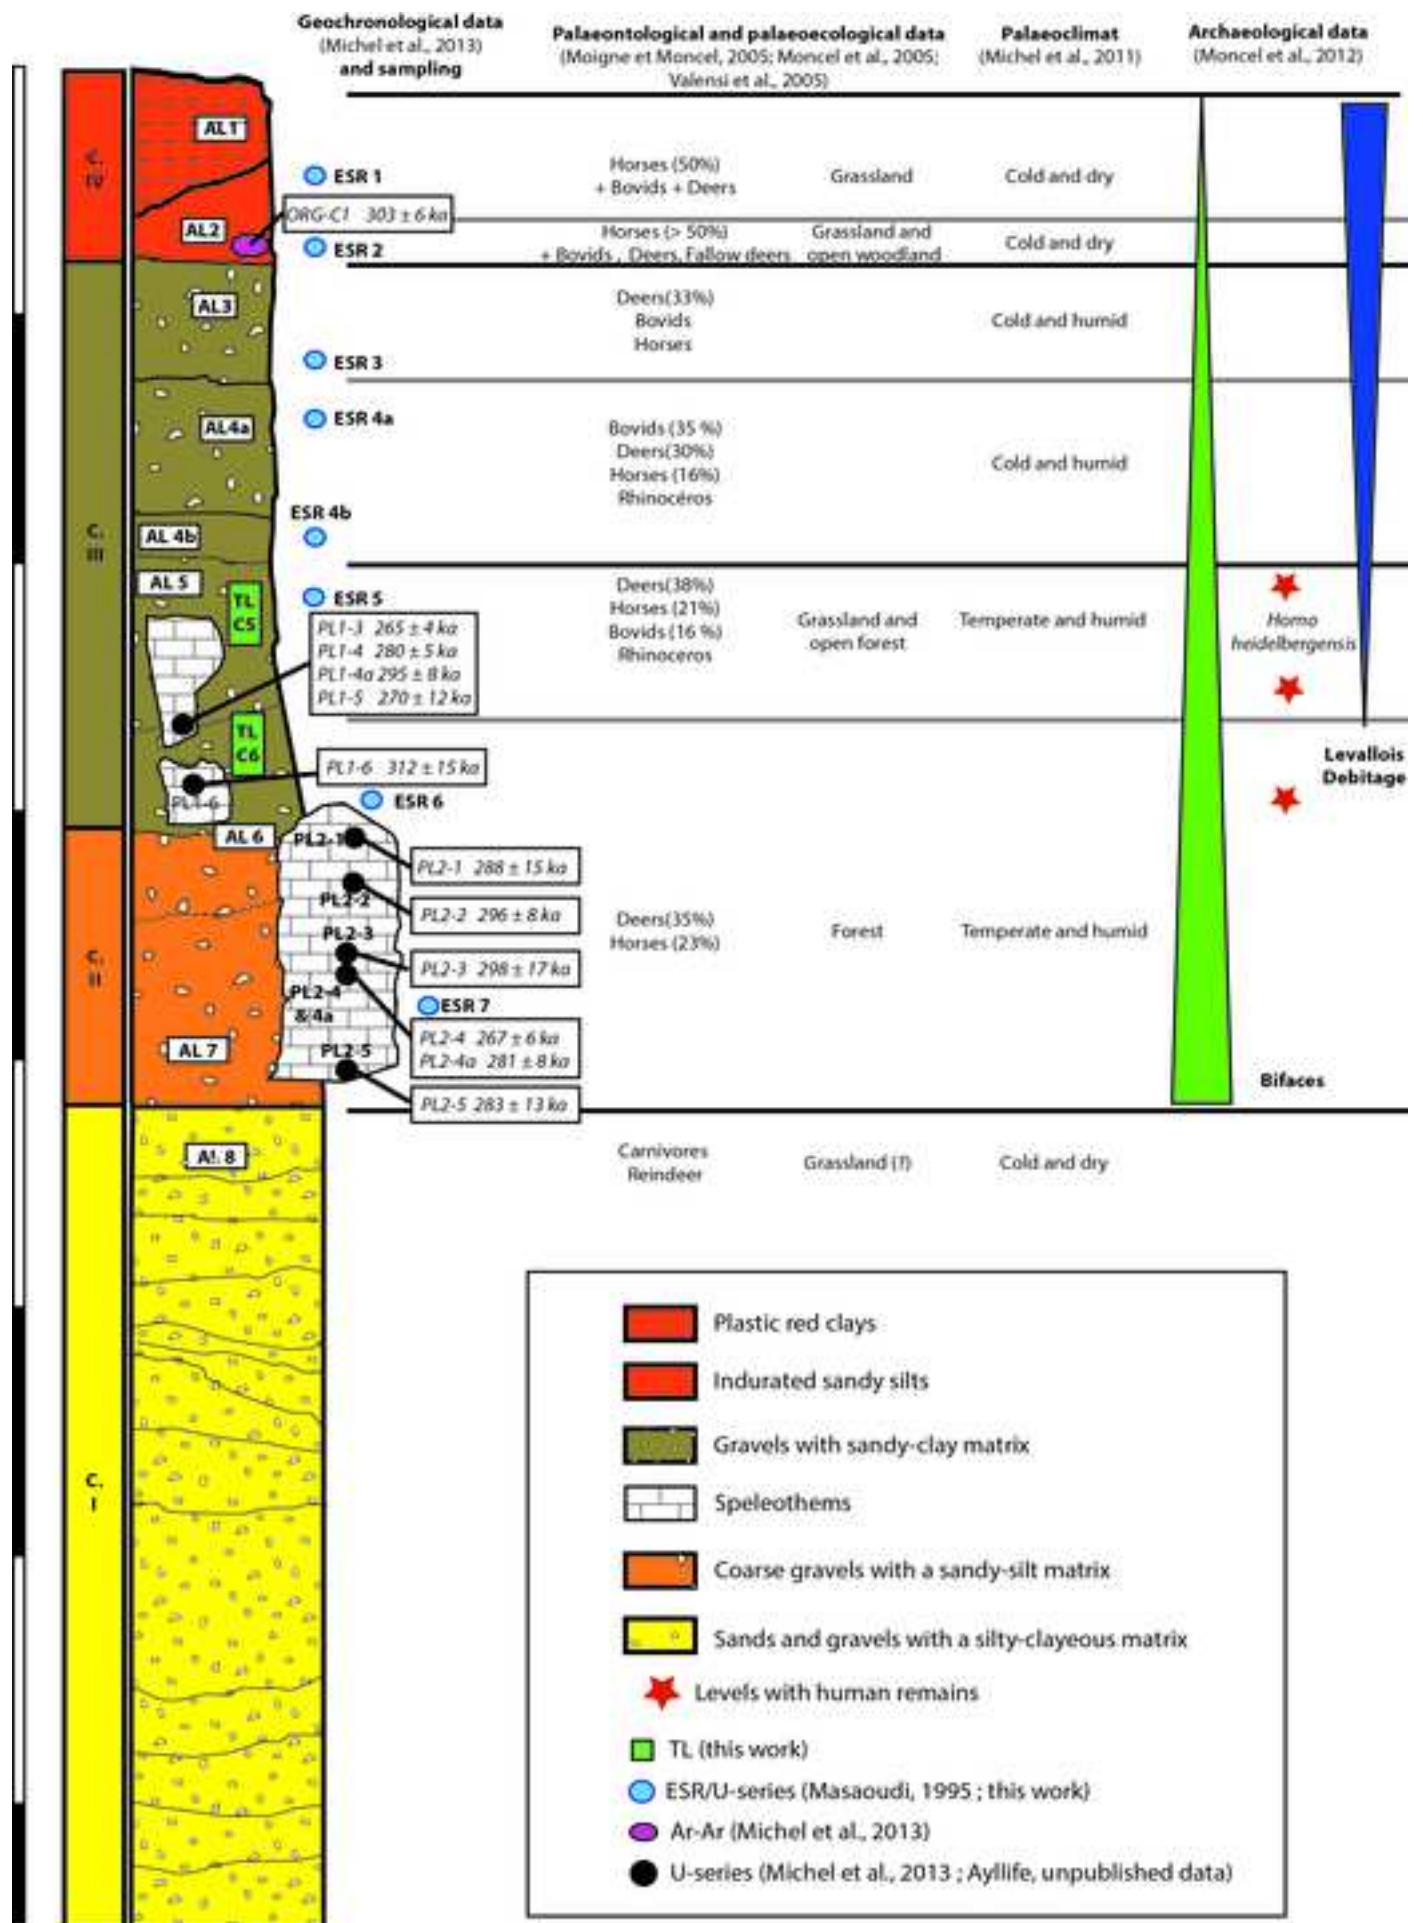 Geochronological data
(Michel et al., 2013)
and sampling
Palaeontological and palaeoecological data
(Moigne et Moncel, 2005; Moncel et al., 2005;
Valensi et al., 2005)
Palaeoclimat
(Michel et al., 2011)
Archaeological data
(Moncel et al., 2012)
C.
IV
AL1
ESR 1
Horses (50%)
+ Bovids + Deers
Grassland
Cold and dry
ORG-C1 303 ± 6 ka
AL2
ESR 2
Horses (> 50%)
+ Bovids , Deers, Fallow deers
Grassland and
open woodland
Cold and dry
C.
III
AL3
ESR 3
Deers(33%)
Bovids
Horses
Cold and humid
AL4a
ESR 4a
Bovids (35 %)
Deers(30%)
Horses (16%)
Rhinocéros
Cold and humid
ESR 4b
AL 4b
AL 5
TL
C5
ESR 5
PL1-3 265 ± 4 ka
PL1-4 280 ± 5 ka
PL1-4a 295 ± 8 ka
PL1-5 270 ± 12 ka
Deers(38%)
Horses (21%)
Bovids (16 %)
Rhinoceros
Grassland and
open forest
Temperate and humid
Homo
heidelbergensis
TL
C6
PL1-6 312 ± 15 ka
PL1-6
ESR 6
Levallois
Debitage
AL 6
C.
II
PL2-1
PL2-1 288 ± 15 ka
PL2-2
PL2-2 296 ± 8 ka
PL2-3
PL2-3 298 ± 17 ka
Deers(35%)
Horses (23%)
Forest
Temperate and humid
PL2-4
& 4a
ESR 7
PL2-4 267 ± 6 ka
PL2-4a 281 ± 8 ka
AL 7
PL2-5
PL2-5 283 ± 13 ka
Bifaces
AL 8
Carnivores
Reindeer
Grassland (?)
Cold and dry
C.
I
Plastic red clays
Indurated sandy silts
Gravels with sandy-clay matrix
Speleothems
Coarse gravels with a sandy-silt matrix
Sands and gravels with a silty-clayeous matrix
Levels with human remains
TL (this work)
ESR/U-series (Masaoudi, 1995 ; this work)
Ar-Ar (Michel et al., 2013)
U-series (Michel et al., 2013 ; Ayllife, unpublished data)